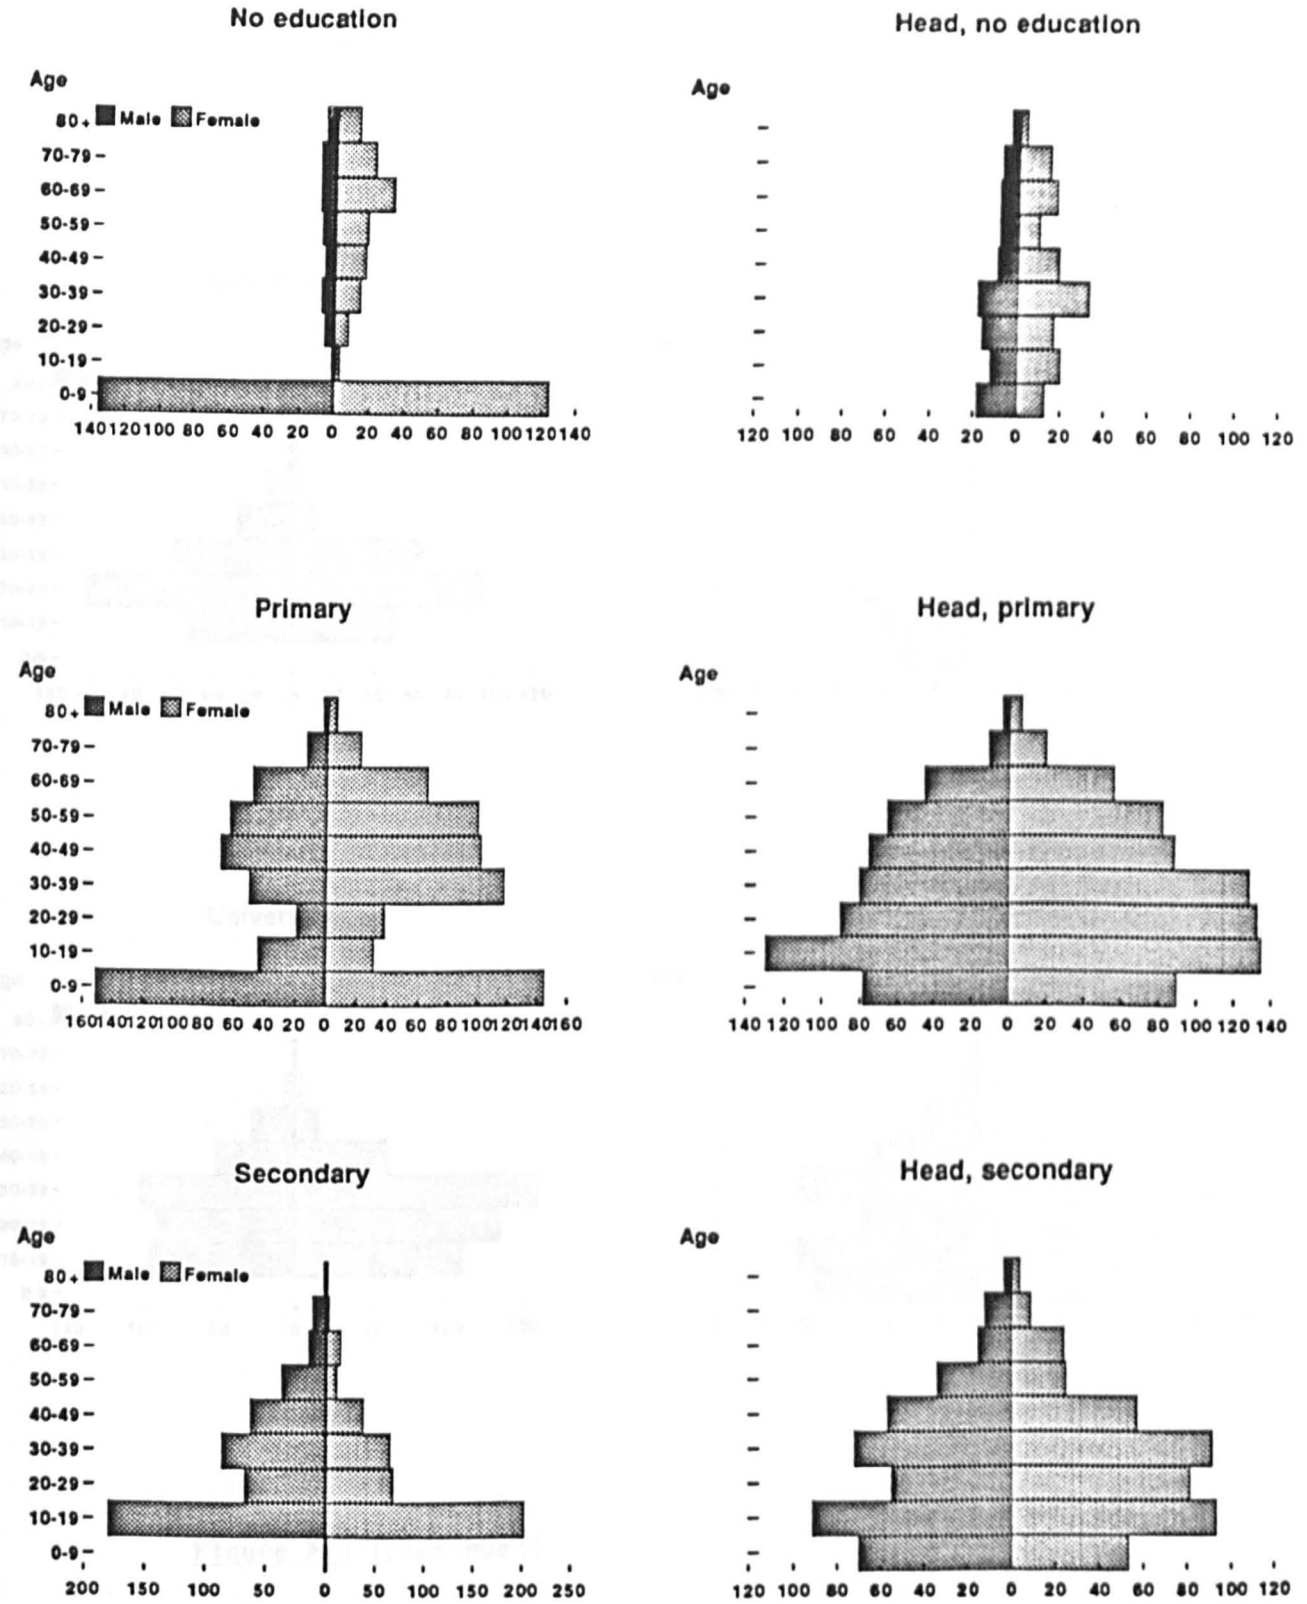 No education
Age
80+ Male Female
70-79
60-69
50-59
40-49
30-39
20-29
10-19
0-9
140 120 100 80 60 40 20 0 20 40 60 80 100 120 140
Head, no education
Age
120 100 80 60 40 20 0 20 40 60 80 100 120
Primary
Age
80+ Male Female
70-79
60-69
50-59
40-49
30-39
20-29
10-19
0-9
160 140 120 100 80 60 40 20 0 20 40 60 80 100 120 140 160
Head, primary
Age
140 120 100 80 60 40 20 0 20 40 60 80 100 120 140
Secondary
Age
80+ Male Female
70-79
60-69
50-59
40-49
30-39
20-29
10-19
0-9
200 150 100 50 0 50 100 150 200 250
Head, secondary
Age
120 100 80 60 40 20 0 20 40 60 80 100 120